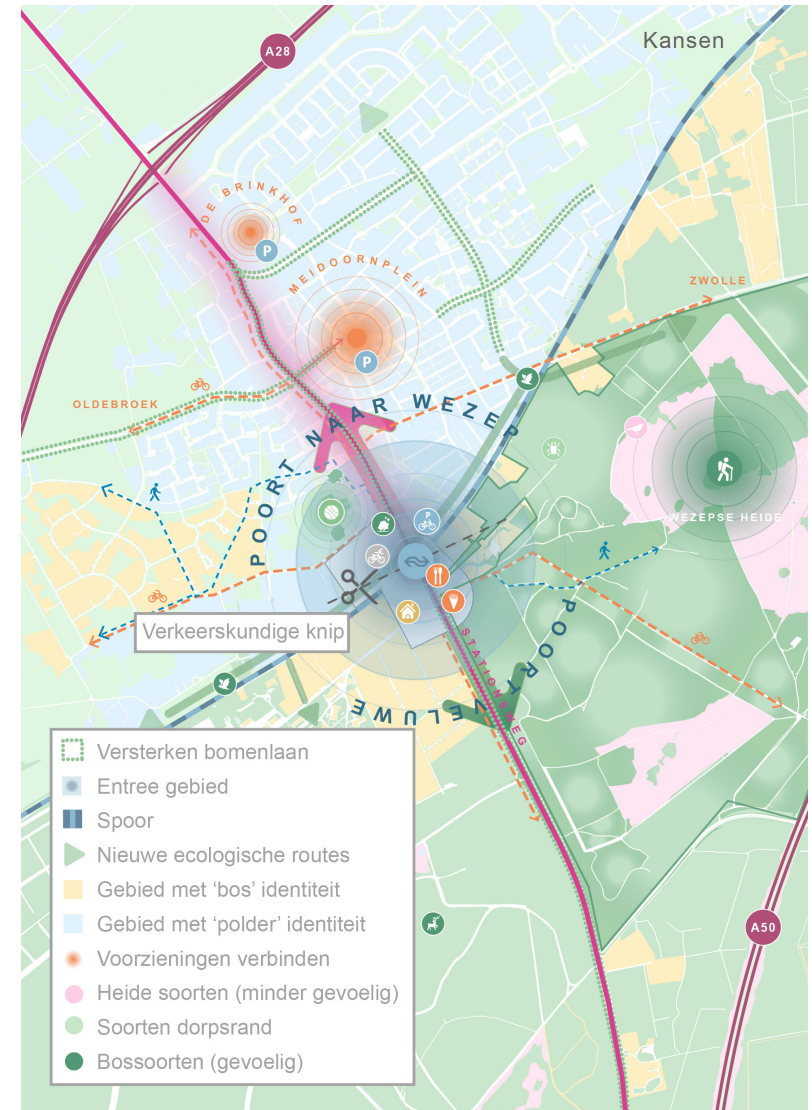 Kansen
A28
DE BRINKHOF
P
MEIDOORNPLEIN
P
ZWOLLE
OLDEBROEK
POORT NAAR WEZEP
P
WEZEPSE HEIDE
Verkeerskundige knip
STATIONSWEG
POORT VELUWE
A50
Versterken bomenlaan
Entree gebied
Spoor
Nieuwe ecologische routes
Gebied met ‘bos’ identiteit
Gebied met ‘polder’ identiteit
Voorzieningen verbinden
Heide soorten (minder gevoelig)
Soorten dorpsrand
Bossoorten (gevoelig)